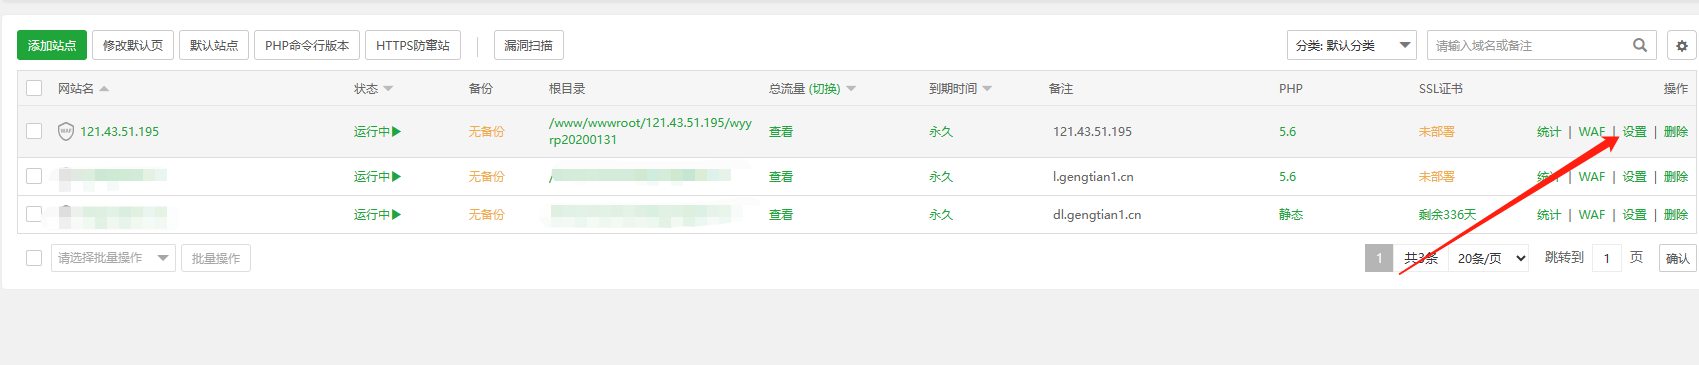 添加站点 修改默认页 默认站点 PHP命令行版本 HTTPS防窜站 漏洞扫描 分类: 默认分类 请输入域名或备注
网站名 状态 备份 根目录 总流量 (切换) 到期时间 备注 PHP SSL证书 操作
WAF 121.43.51.195 运行中 无备份 /www/wwwroot/121.43.51.195/wyy
rp20200131 查看 永久 121.43.51.195 5.6 未部署 统计 | WAF | 设置 | 删除
运行中 无备份 / 查看 永久 l.gengtian1.cn 5.6 未部署 统计 | WAF | 设置 | 删除
运行中 无备份 查看 永久 dl.gengtian1.cn 静态 剩余336天 统计 | WAF | 设置 | 删除
请选择批量操作 批量操作 1 共3条 20条/页 跳转到 1 页 确认